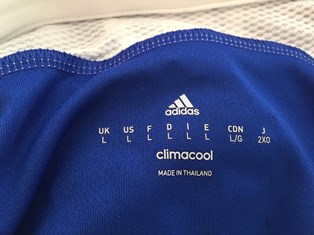 adidas
UK US F D I E CDN J
L L L L L L L/G 2XO
climacool
MADE IN THAILAND